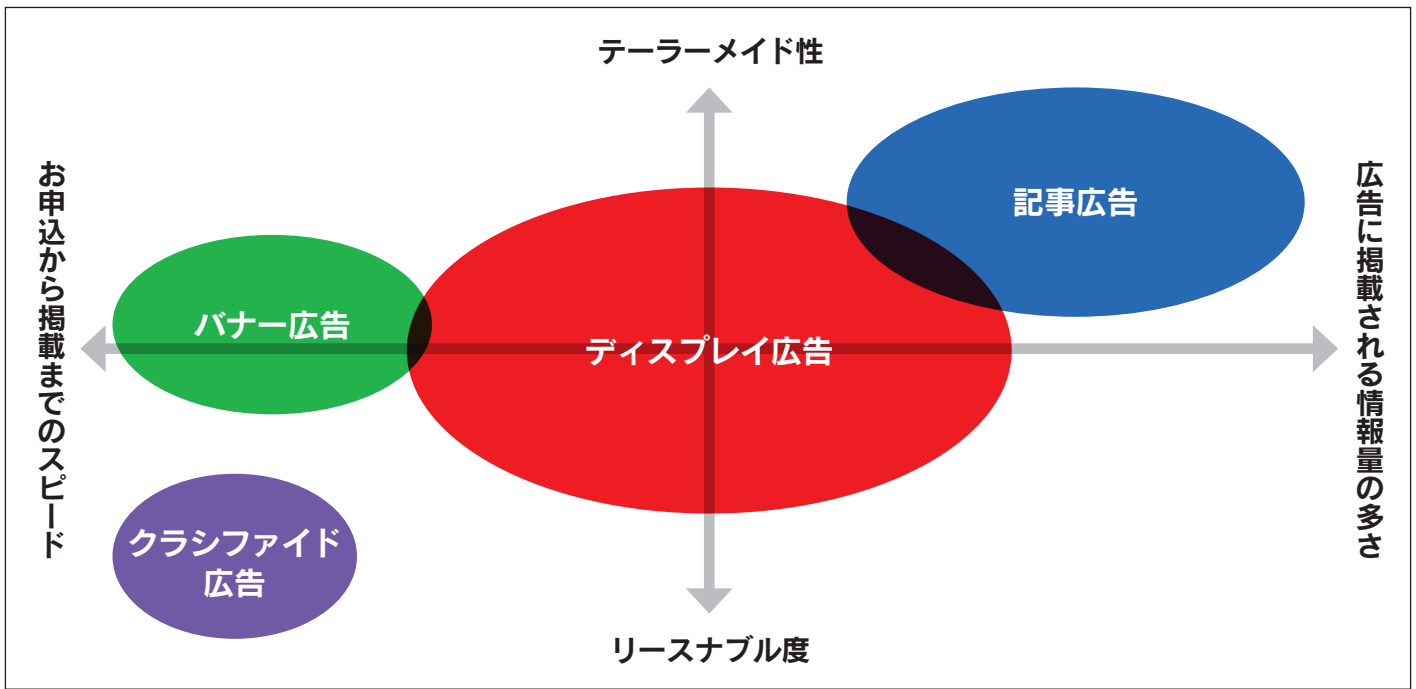 テーラーメイド性
お申込から掲載までのスピード
広告に掲載される情報量の多さ
記事広告
バナー広告
ディスプレイ広告
クラシファイド
広告
リースナブル度